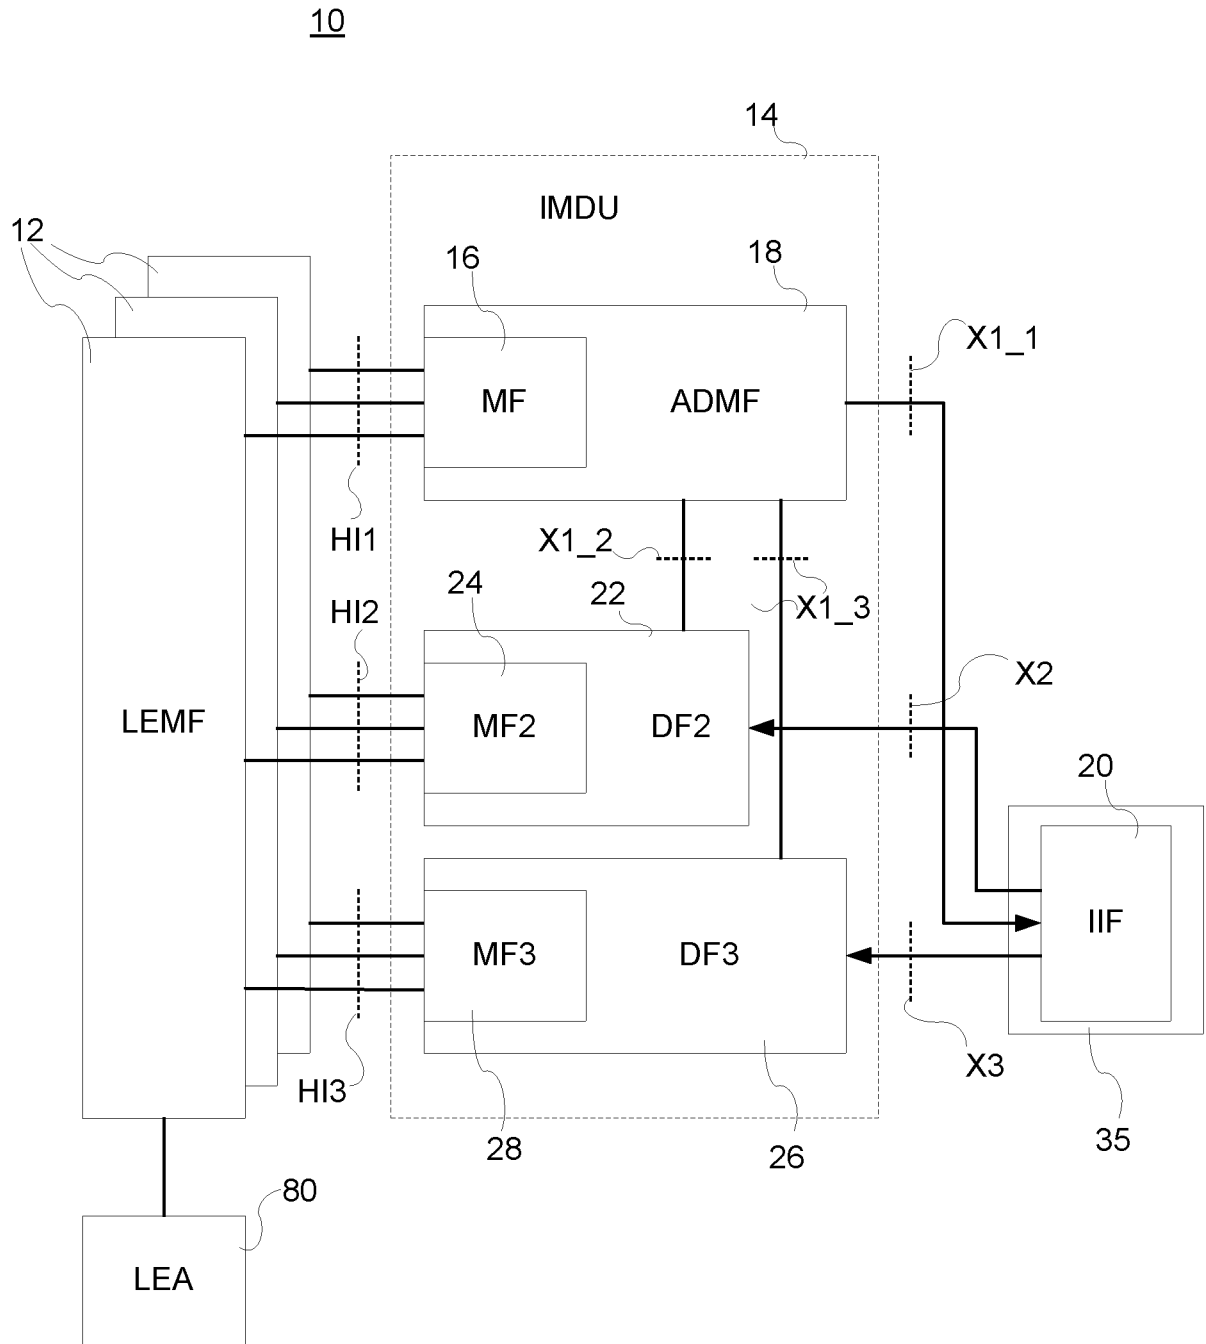 10
14
IMDU
12
16
18
X1_1
MF
ADMF
HI1
X1_2
X1_3
24
22
HI2
X2
LEMF
MF2
DF2
20
IIF
MF3
DF3
X3
HI3
28
26
35
80
LEA